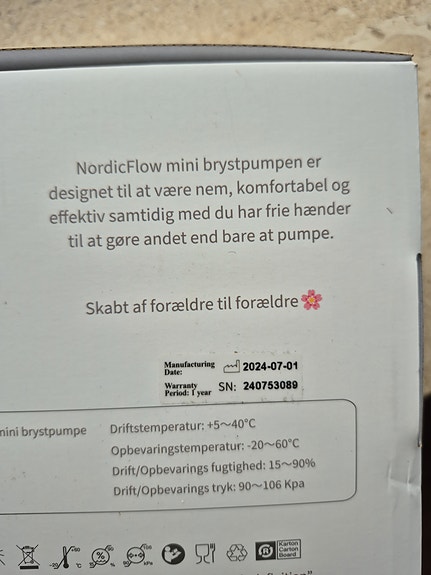 NordicFlow mini brystpumpen er
designet til at være nem, komfortabel og
effektiv samtidig med du har frie hænder
til at gøre andet end bare at pumpe.
Skabt af forældre til forældre🌸
Manufacturing
Date: 2024-07-01
Warranty
Period: 1 year SN: 240753089
mini brystpumpe
Driftstemperatur: +5～40°C
Opbevaringstemperatur: -20～60°C
Drift/Opbevarings fugtighed: 15～90%
Drift/Opbevarings tryk: 90～106 Kpa
Karton
Carton
Board